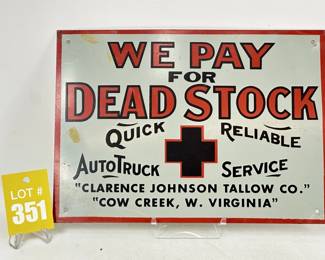 WE PAY
FOR
DEAD STOCK
QUICK RELIABLE
AUTOTRUCK SERVICE
"CLARENCE JOHNSON TALLOW CO."
"COW CREEK, W. VIRGINIA"
LOT #
351